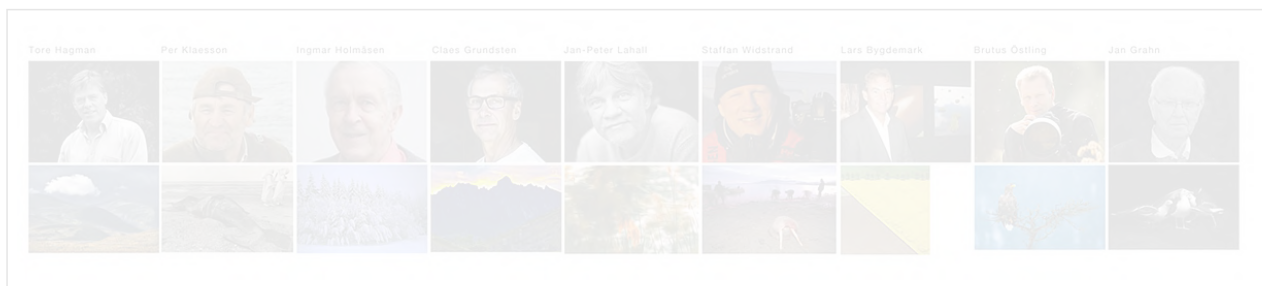 Tore Hagman
Per Klaesson
Ingmar Holmåsen
Claes Grundsten
Jan-Peter Lahall
Staffan Widstrand
Lars Bygdemark
Brutus Östling
Jan Grahn